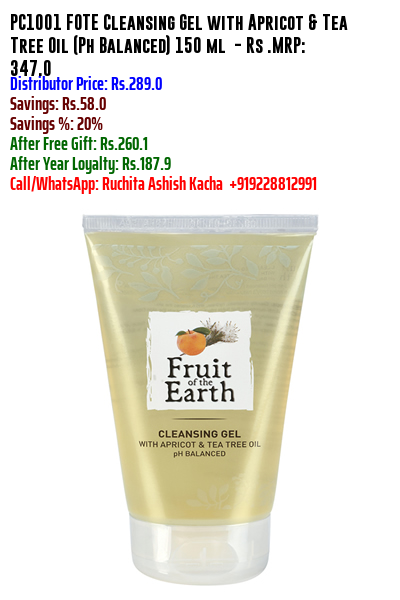 PC1001 FOTE Cleansing Gel with Apricot & Tea
Tree Oil (Ph Balanced) 150 ml - Rs .MRP:
347.0
Distributor Price: Rs.289.0
Savings: Rs.58.0
Savings %: 20%
After Free Gift: Rs.260.1
After Year Loyalty: Rs.187.9
Call/WhatsApp: Ruchita Ashish Kacha +919228812991
Fruit
of the
Earth
CLEANSING GEL
WITH APRICOT & TEA TREE OIL
pH BALANCED